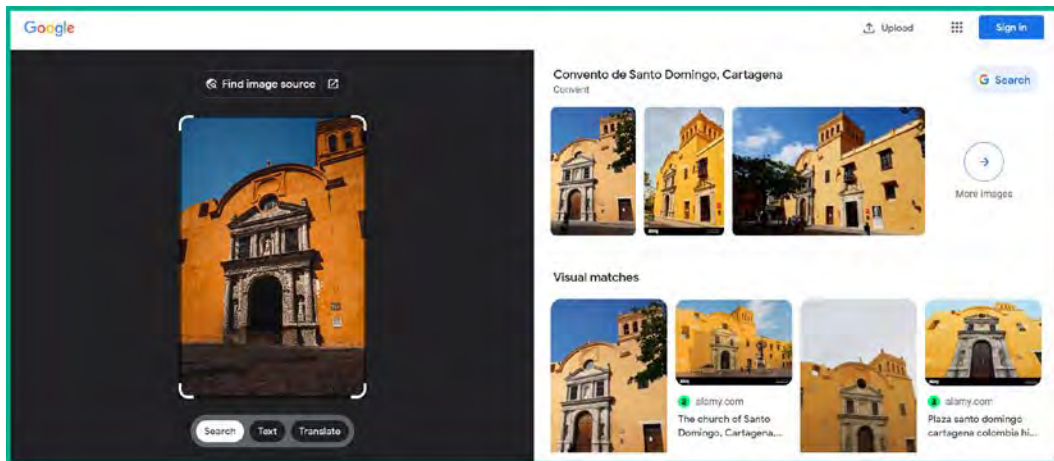 Google
Upload
Sign in
Find image source
Convento de Santo Domingo, Cartagena
Convent
Search
More images
Visual matches
Search
Text
Translate
alamy.com
The church of Santo
Domingo, Cartagena,...
alamy.com
Plaza santo domingo
cartagena colombia hi...